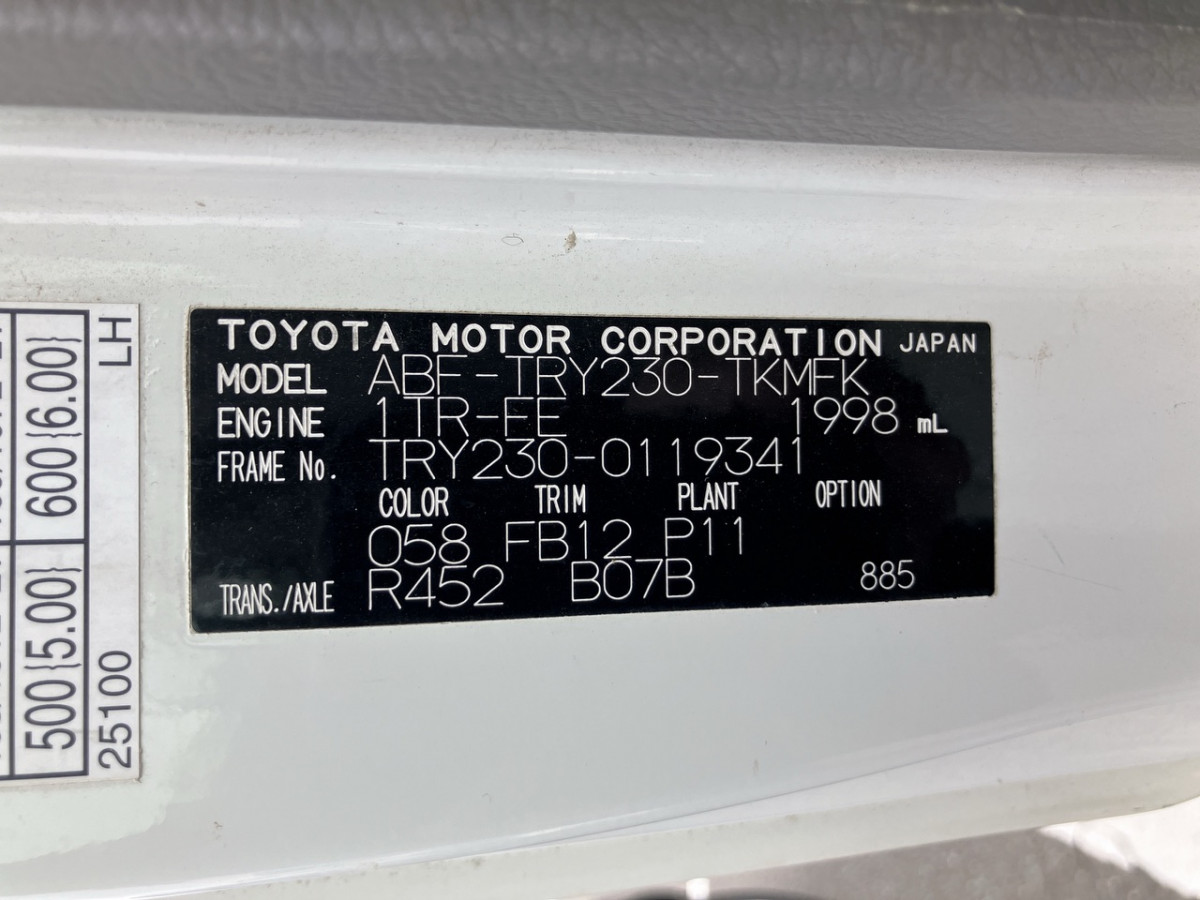 TOYOTA MOTOR CORPORATION JAPAN
MODEL ABF-TRY230-TKMFK
ENGINE 1TR-FE 1998 mL
FRAME No. TRY230-0119341
COLOR TRIM PLANT OPTION
058 FB12 P11
TRANS./AXLE R452 B07B 885
500{5.00} 600{6.00}
25100 LH